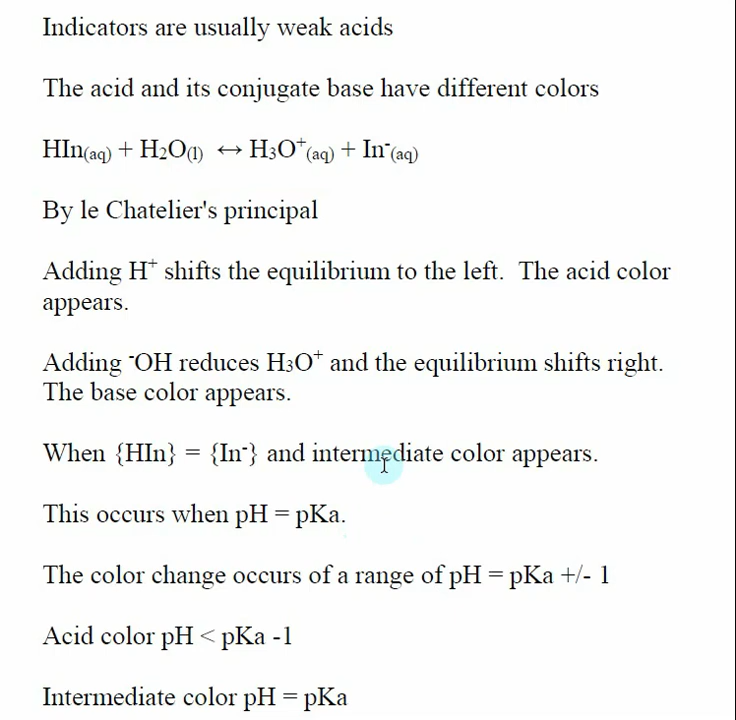 Indicators are usually weak acids
The acid and its conjugate base have different colors
HIn(aq) + H₂O(l) ↔ H₃O⁺(aq) + In⁻(aq)
By le Chatelier's principal
Adding H⁺ shifts the equilibrium to the left.  The acid color
appears.
Adding ⁻OH reduces H₃O⁺ and the equilibrium shifts right.
The base color appears.
When {HIn} = {In⁻} and intermediate color appears.
This occurs when pH = pKa.
The color change occurs of a range of pH = pKa +/- 1
Acid color pH < pKa -1
Intermediate color pH = pKa